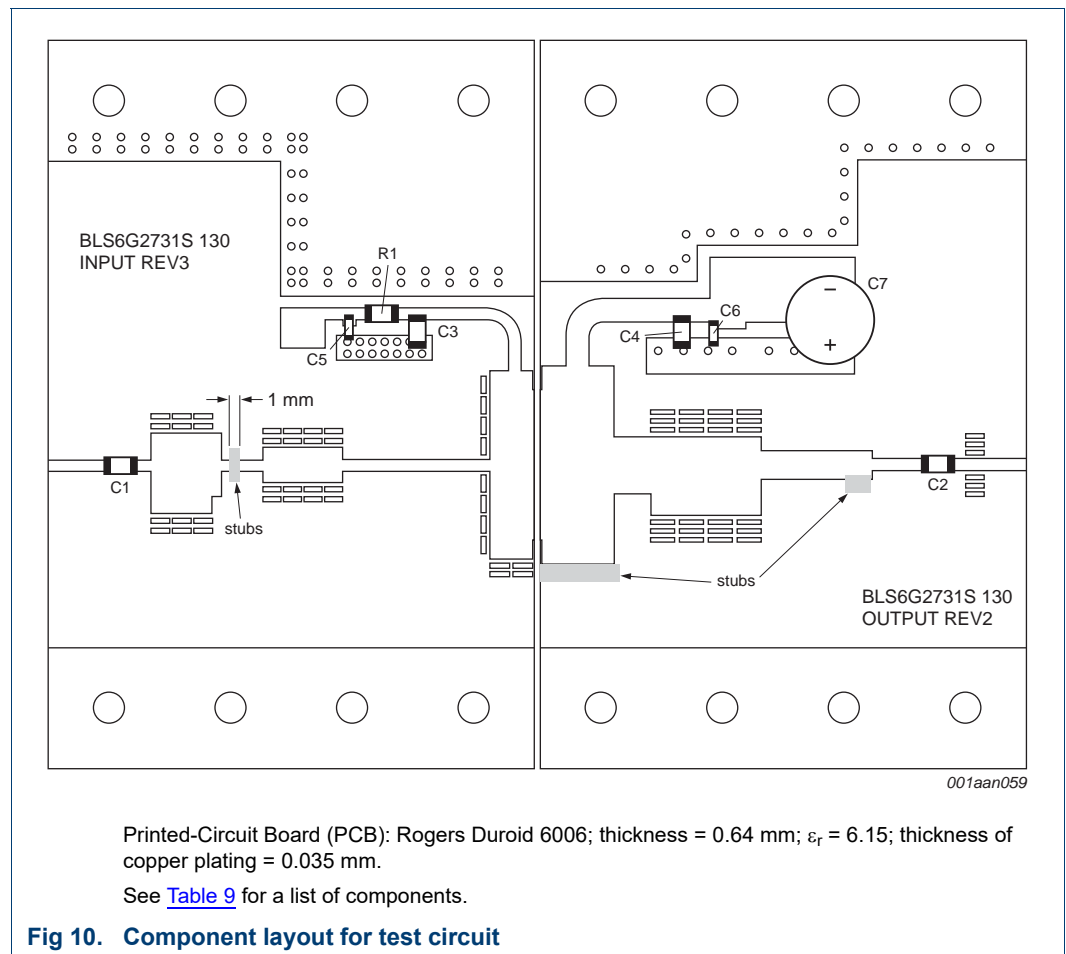 BLS6G2731S 130
INPUT REV3
R1
C3
C5
C7
C6
C4
−
+
1 mm
C1
stubs
C2
stubs
BLS6G2731S 130
OUTPUT REV2
001aan059
Printed-Circuit Board (PCB): Rogers Duroid 6006; thickness = 0.64 mm; εr = 6.15; thickness of
copper plating = 0.035 mm.
See Table 9 for a list of components.
Fig 10. Component layout for test circuit